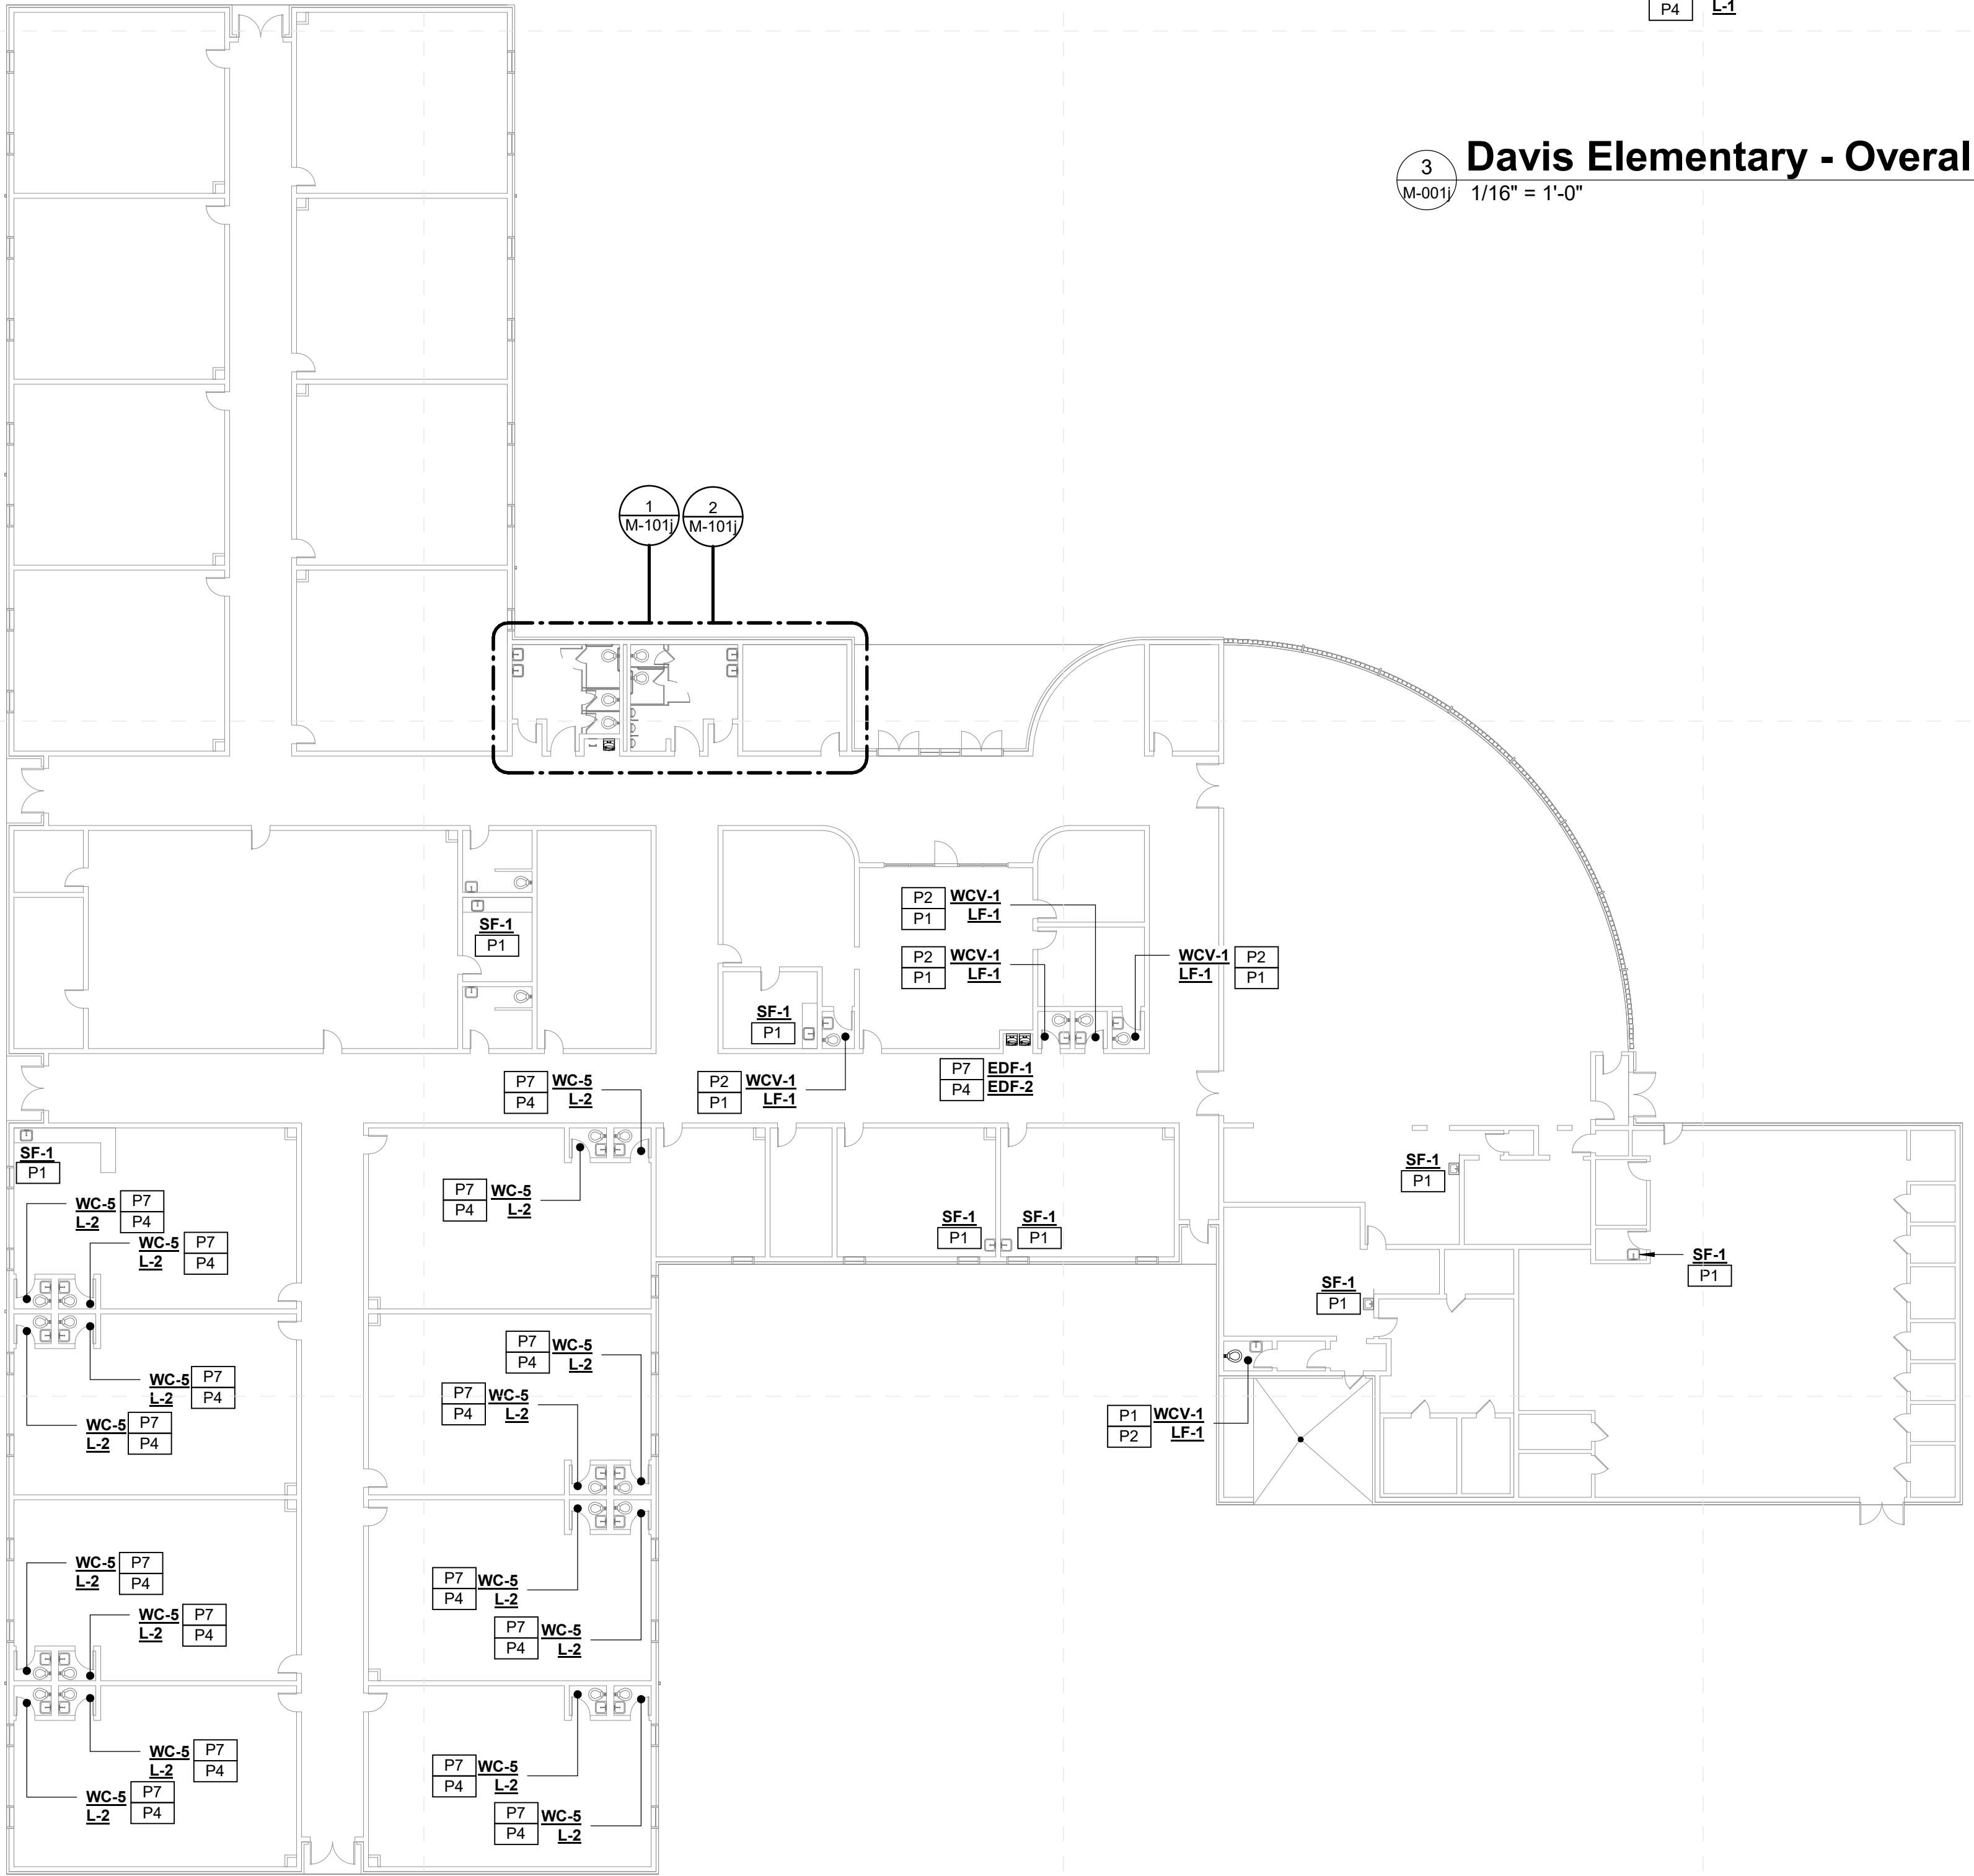 P4 L-1
3
M-001j
Davis Elementary - Overal
1/16" = 1'-0"
1
M-101j
2
M-101j
P2 WCV-1
P1 LF-1
SF-1
P1
P2 WCV-1
P1 LF-1
WCV-1 P2
LF-1 P1
SF-1
P1
P7 WC-5
P4 L-2
P2 WCV-1
P1 LF-1
P7 EDF-1
P4 EDF-2
SF-1
P1
SF-1
P1
P7 WC-5
P4 L-2
WC-5 P7
L-2 P4
SF-1
P1
SF-1
P1
WC-5 P7
L-2 P4
SF-1
P1
SF-1
P1
P7 WC-5
P4 L-2
WC-5 P7
L-2 P4
P7 WC-5
P4 L-2
WC-5 P7
L-2 P4
P1 WCV-1
P2 LF-1
WC-5 P7
L-2 P4
P7 WC-5
P4 L-2
WC-5 P7
L-2 P4
P7 WC-5
P4 L-2
WC-5 P7
L-2 P4
P7 WC-5
P4 L-2
WC-5 P7
L-2 P4
P7 WC-5
P4 L-2